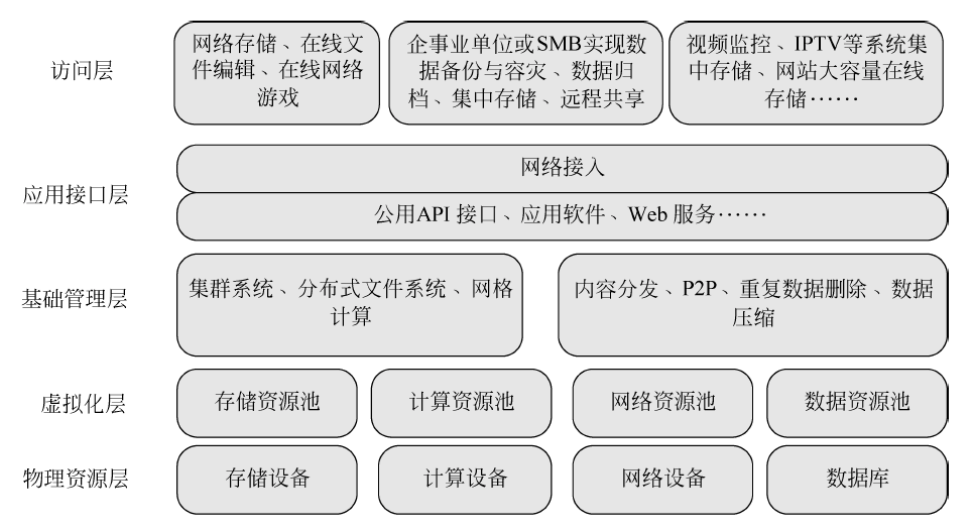 访问层
网络存储、在线文
件编辑、在线网络
游戏
企事业单位或SMB实现数
据备份与容灾、数据归
档、集中存储、远程共享
视频监控、IPTV等系统集
中存储、网站大容量在线
存储······
应用接口层
网络接入
公用API 接口、应用软件、Web 服务······
基础管理层
集群系统、分布式文件系统、网格
计算
内容分发、P2P、重复数据删除、数据
压缩
虚拟化层
存储资源池
计算资源池
网络资源池
数据资源池
物理资源层
存储设备
计算设备
网络设备
数据库